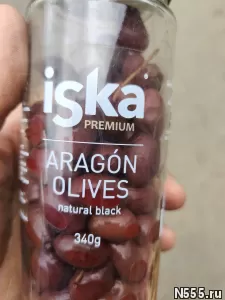 iska
PREMIUM
ARAGÓN
OLIVES
natural black
340g
N555.ru